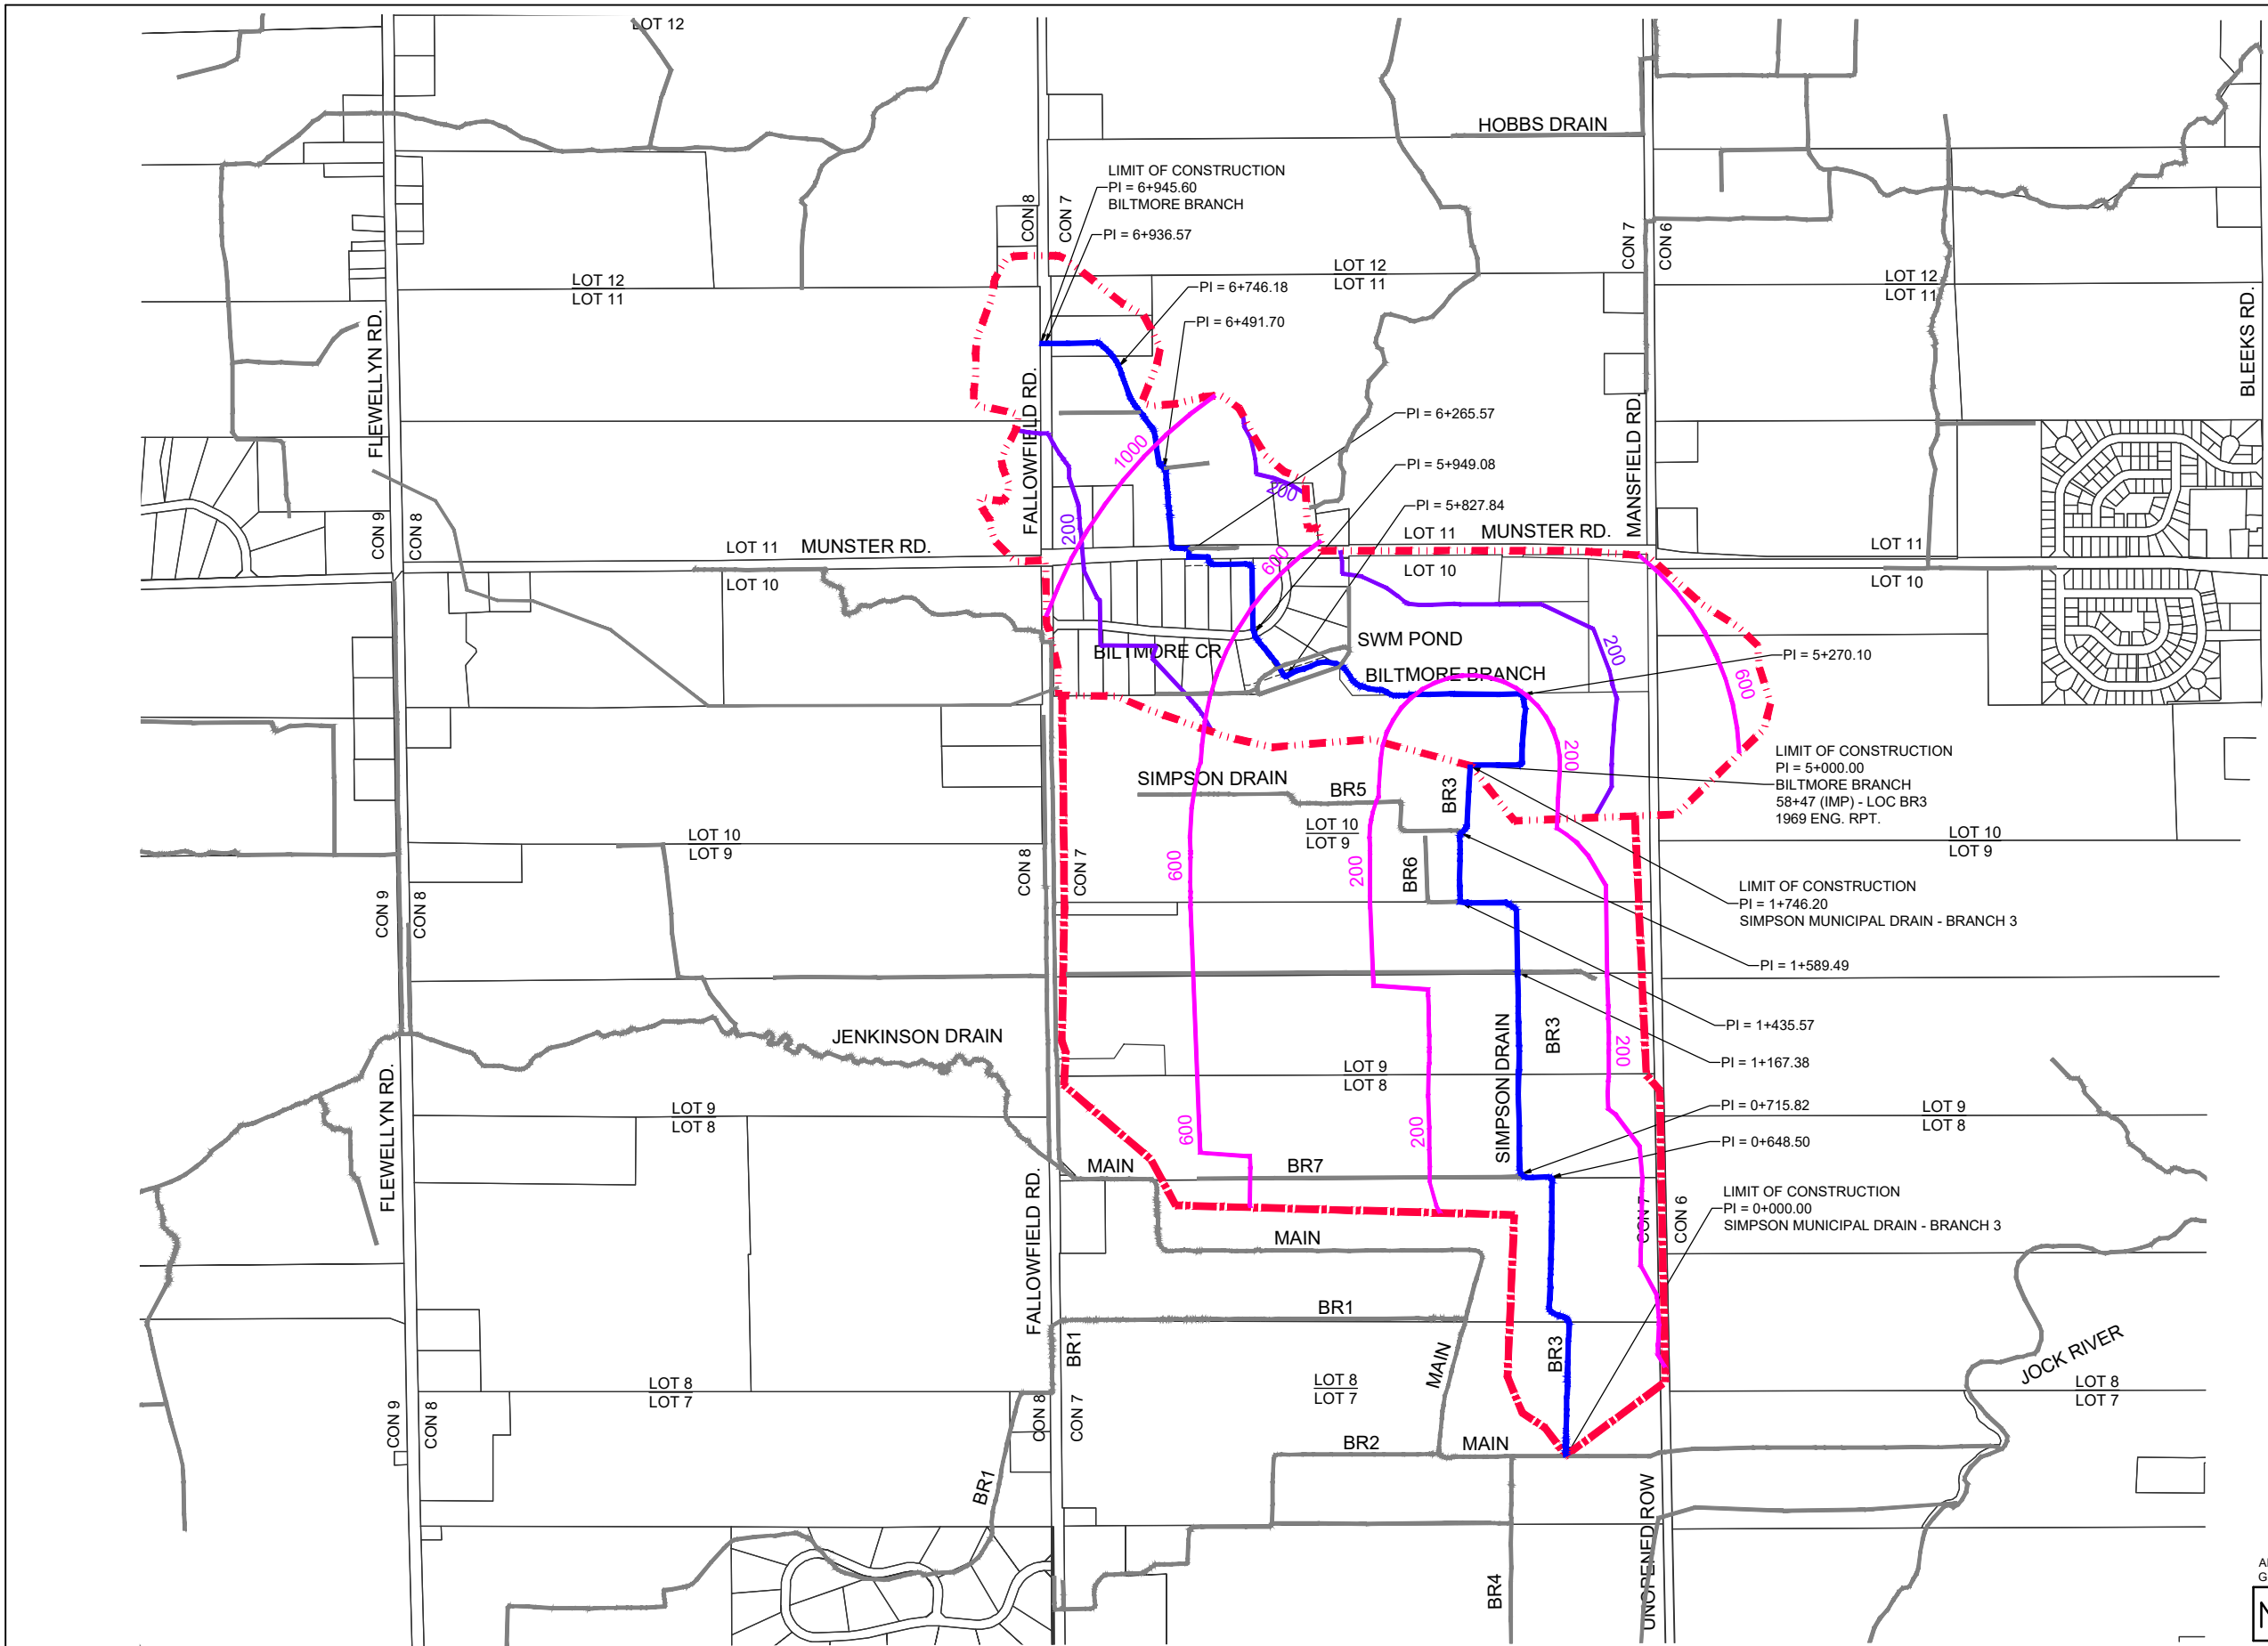 LOT 12
HOBBS DRAIN
LIMIT OF CONSTRUCTION
PI = 6+945.60
BILTMORE BRANCH
CON 8
CON 7
PI = 6+936.57
CON 7
CON 6
LOT 12
LOT 11
PI = 6+746.18
LOT 12
LOT 11
LOT 12
LOT 11
PI = 6+491.70
FLEWELLYN RD.
BLEEKS RD.
FALLOWFIELD RD.
MANSFIELD RD.
PI = 6+265.57
1000
PI = 5+949.08
200
200
PI = 5+827.84
CON 9
CON 8
LOT 11
MUNSTER RD.
LOT 11
MUNSTER RD.
LOT 11
LOT 10
600
LOT 10
LOT 10
SWM POND
BILTMORE CR
BILTMORE BRANCH
200
PI = 5+270.10
600
LIMIT OF CONSTRUCTION
PI = 5+000.00
BILTMORE BRANCH
58+47 (IMP) - LOC BR3
1969 ENG. RPT.
200
SIMPSON DRAIN
BR5
BR3
LOT 10
LOT 9
LOT 10
LOT 9
LOT 10
LOT 9
600
200
BR6
CON 9
CON 8
CON 8
CON 7
LIMIT OF CONSTRUCTION
PI = 1+746.20
SIMPSON MUNICIPAL DRAIN - BRANCH 3
PI = 1+589.49
PI = 1+435.57
JENKINSON DRAIN
BR3
SIMPSON DRAIN
200
PI = 1+167.38
LOT 9
LOT 8
LOT 9
LOT 8
PI = 0+715.82
LOT 9
LOT 8
600
200
PI = 0+648.50
FLEWELLYN RD.
FALLOWFIELD RD.
MAIN
BR7
LIMIT OF CONSTRUCTION
PI = 0+000.00
SIMPSON MUNICIPAL DRAIN - BRANCH 3
CON 7
CON 6
MAIN
BR1
BR1
MAIN
BR3
JOCK RIVER
LOT 8
LOT 7
LOT 8
LOT 7
LOT 8
LOT 7
CON 9
CON 8
CON 8
CON 7
BR2
MAIN
BR1
BR4
UNOPENED ROW